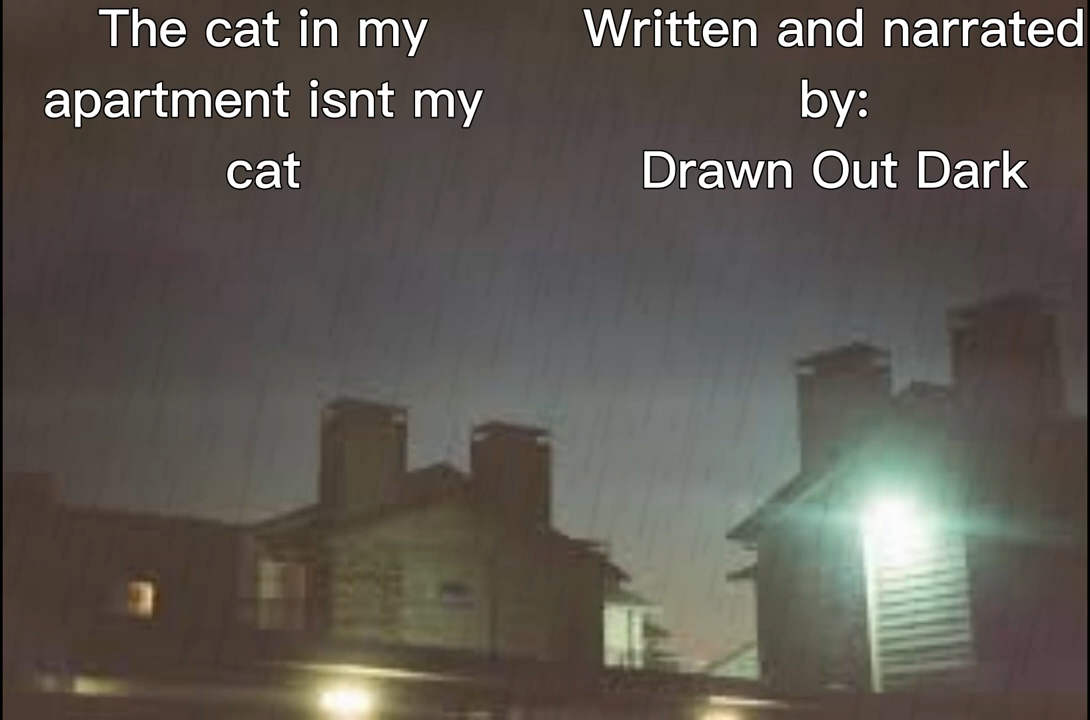 The cat in my
apartment isnt my
cat
Written and narrated
by:
Drawn Out Dark